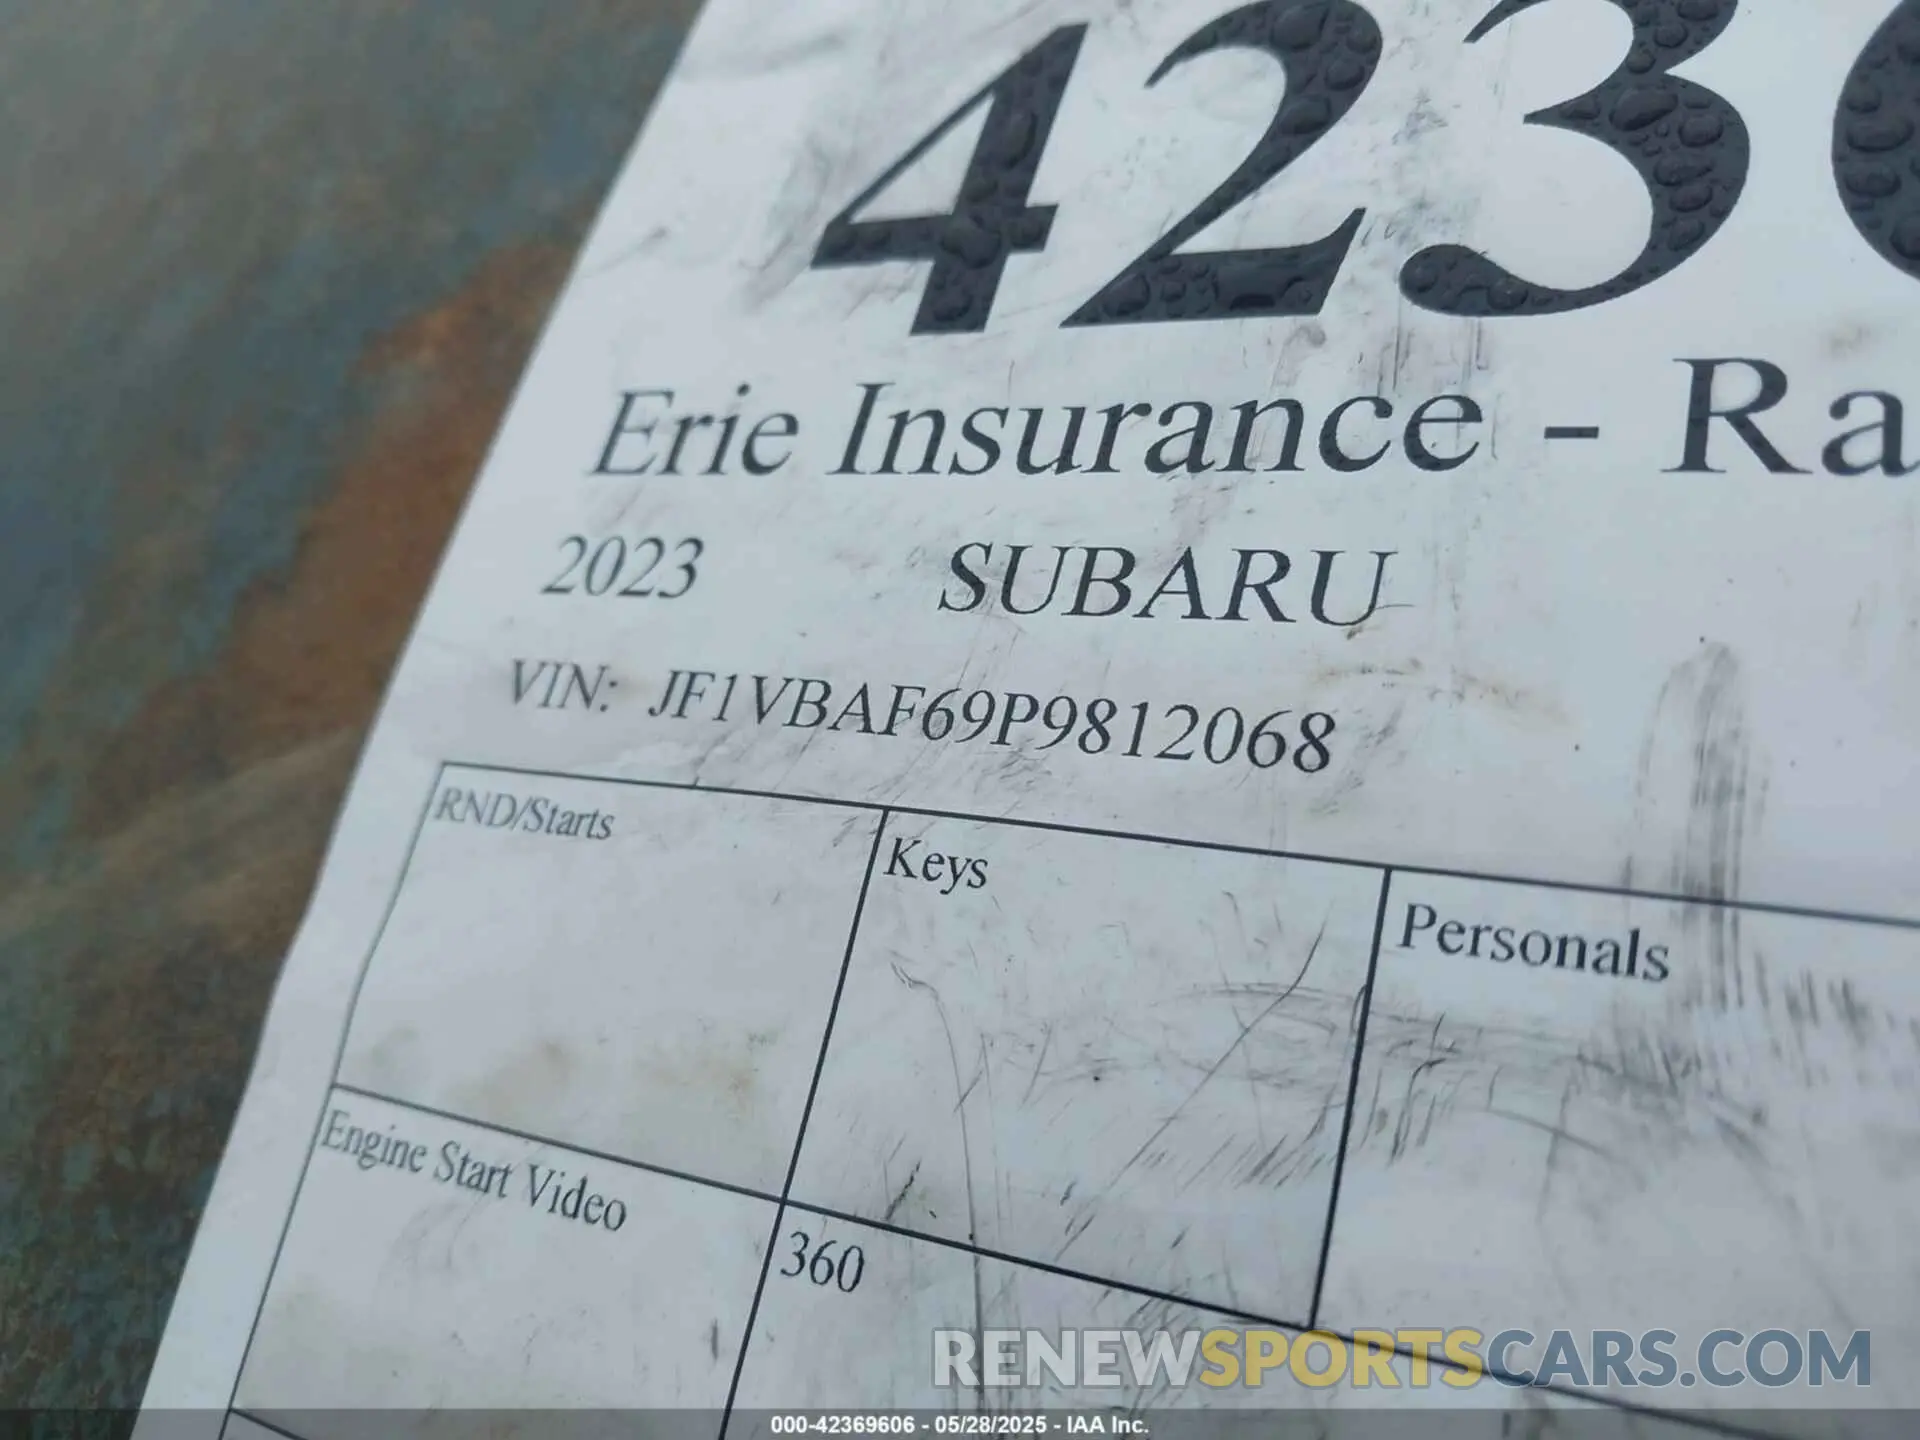 423
Erie Insurance - Ra
2023 SUBARU
VIN: JF1VBAF69P9812068
RND/Starts
Keys
Personals
Engine Start Video
360
RENEWSPORTSCARS.COM
000-42369606 - 05/28/2025 - IAA Inc.